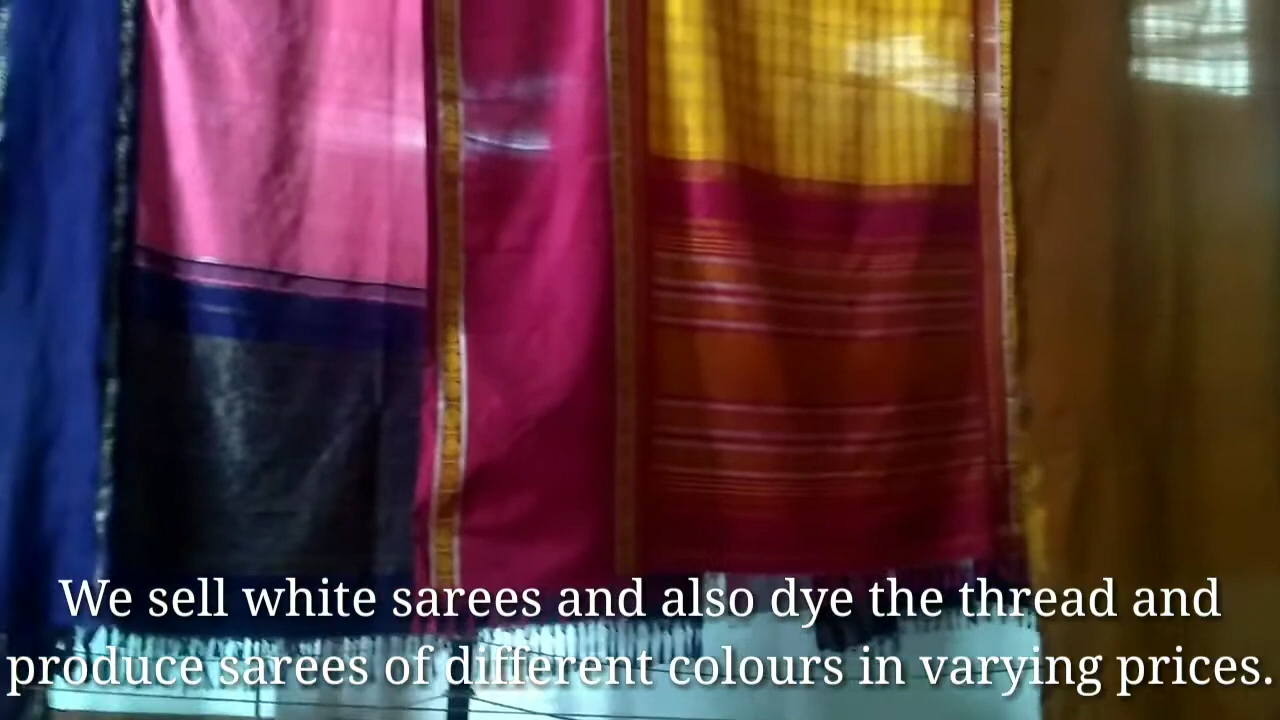 We sell white sarees and also dye the thread and
produce sarees of different colours in varying prices.